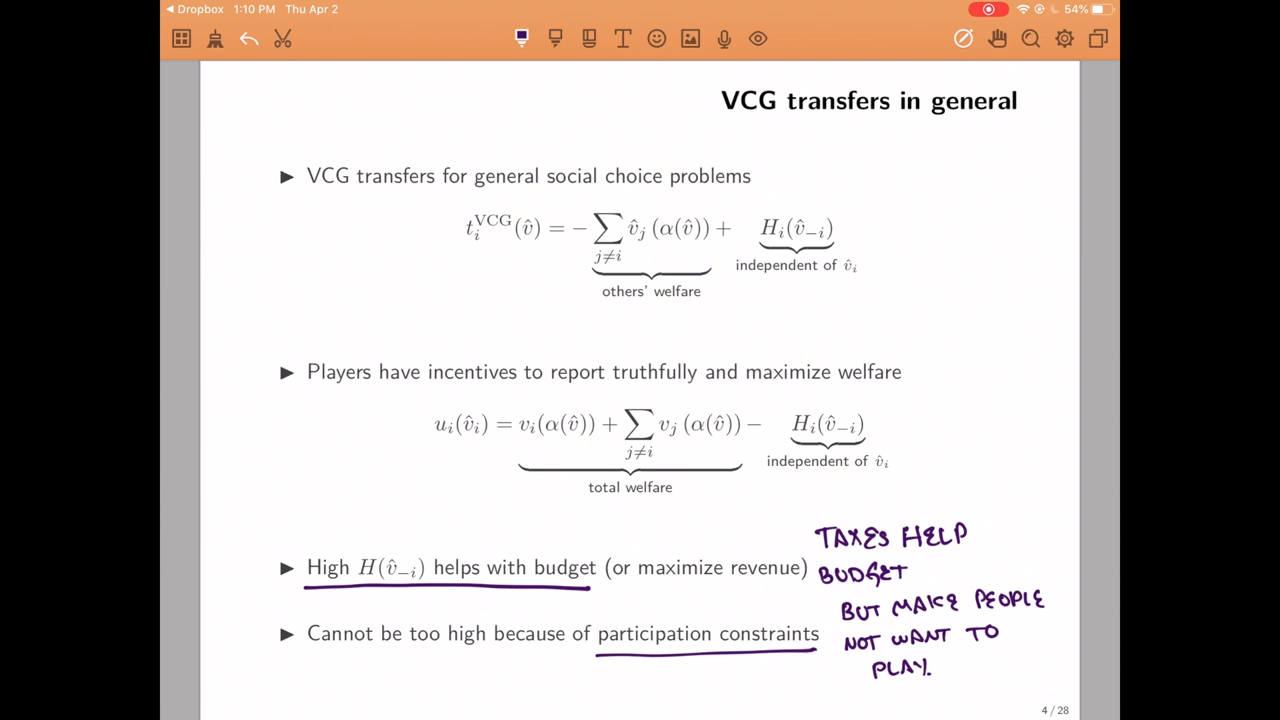 ◀ Dropbox 1:10 PM Thu Apr 2 54%
VCG transfers in general
▶ VCG transfers for general social choice problems
t_i^VCG(v̂) = − ∑_{j≠i} v̂_j (α(v̂)) + H_i(v̂_{−i})
independent of v̂_i
others' welfare
▶ Players have incentives to report truthfully and maximize welfare
u_i(v̂_i) = v_i(α(v̂)) + ∑_{j≠i} v_j (α(v̂)) − H_i(v̂_{−i})
independent of v̂_i
total welfare
TAXES HELP
▶ High H(v̂_{−i}) helps with budget (or maximize revenue)
BUDGET
BUT MAKE PEOPLE
▶ Cannot be too high because of participation constraints
NOT WANT TO
PLAY.
4 / 28